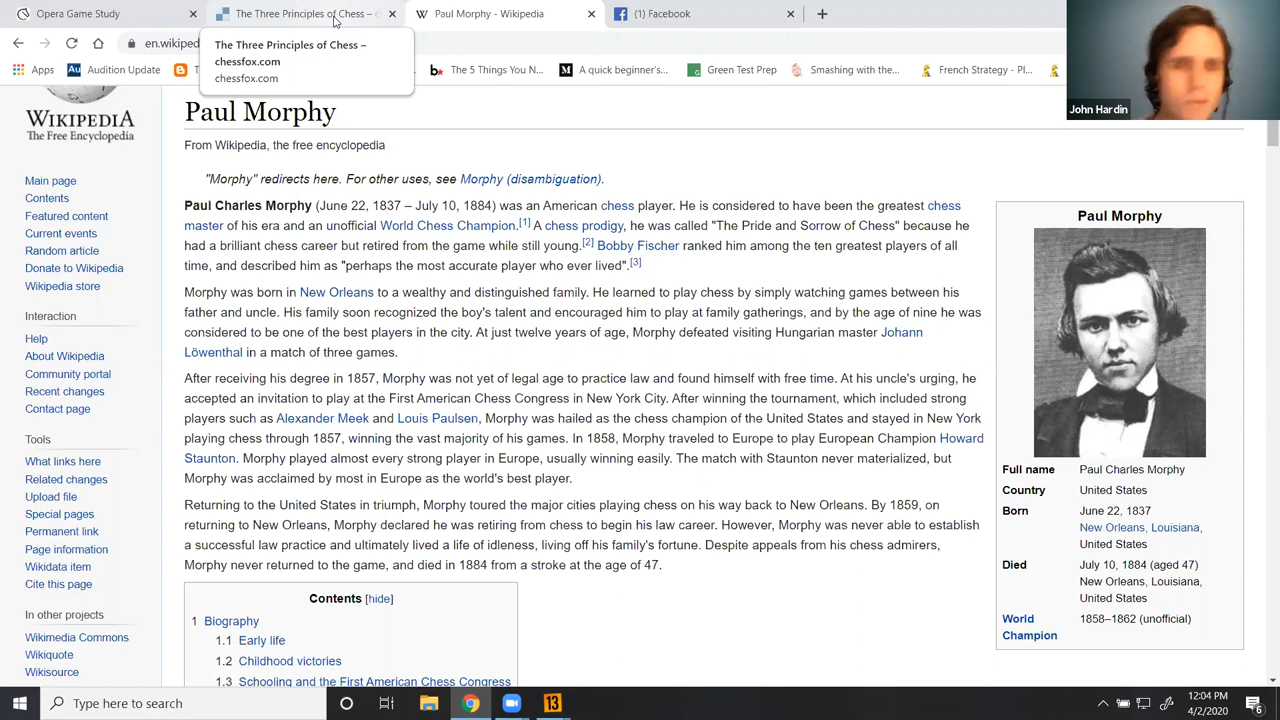 Opera Game Study
The Three Principles of Chess – c
Paul Morphy - Wikipedia
(1) Facebook
en.wikiped
The Three Principles of Chess –
chessfox.com
chessfox.com
Apps
Audition Update
The 5 Things You N...
A quick beginner's...
Green Test Prep
Smashing with the...
French Strategy - Pl...
John Hardin
WIKIPEDIA
The Free Encyclopedia
Main page
Contents
Featured content
Current events
Random article
Donate to Wikipedia
Wikipedia store
Interaction
Help
About Wikipedia
Community portal
Recent changes
Contact page
Tools
What links here
Related changes
Upload file
Special pages
Permanent link
Page information
Wikidata item
Cite this page
In other projects
Wikimedia Commons
Wikiquote
Wikisource
Paul Morphy
From Wikipedia, the free encyclopedia
"Morphy" redirects here. For other uses, see Morphy (disambiguation).
Paul Charles Morphy (June 22, 1837 – July 10, 1884) was an American chess player. He is considered to have been the greatest chess
master of his era and an unofficial World Chess Champion.[1] A chess prodigy, he was called "The Pride and Sorrow of Chess" because he
had a brilliant chess career but retired from the game while still young.[2] Bobby Fischer ranked him among the ten greatest players of all
time, and described him as "perhaps the most accurate player who ever lived".[3]
Morphy was born in New Orleans to a wealthy and distinguished family. He learned to play chess by simply watching games between his
father and uncle. His family soon recognized the boy's talent and encouraged him to play at family gatherings, and by the age of nine he was
considered to be one of the best players in the city. At just twelve years of age, Morphy defeated visiting Hungarian master Johann
Löwenthal in a match of three games.
After receiving his degree in 1857, Morphy was not yet of legal age to practice law and found himself with free time. At his uncle's urging, he
accepted an invitation to play at the First American Chess Congress in New York City. After winning the tournament, which included strong
players such as Alexander Meek and Louis Paulsen, Morphy was hailed as the chess champion of the United States and stayed in New York
playing chess through 1857, winning the vast majority of his games. In 1858, Morphy traveled to Europe to play European Champion Howard
Staunton. Morphy played almost every strong player in Europe, usually winning easily. The match with Staunton never materialized, but
Morphy was acclaimed by most in Europe as the world's best player.
Returning to the United States in triumph, Morphy toured the major cities playing chess on his way back to New Orleans. By 1859, on
returning to New Orleans, Morphy declared he was retiring from chess to begin his law career. However, Morphy was never able to establish
a successful law practice and ultimately lived a life of idleness, living off his family's fortune. Despite appeals from his chess admirers,
Morphy never returned to the game, and died in 1884 from a stroke at the age of 47.
Contents [hide]
1 Biography
1.1 Early life
1.2 Childhood victories
1.3 Schooling and the First American Chess Congress
Paul Morphy
Full name Paul Charles Morphy
Country United States
Born June 22, 1837
New Orleans, Louisiana,
United States
Died July 10, 1884 (aged 47)
New Orleans, Louisiana,
United States
World 1858–1862 (unofficial)
Champion
Type here to search
13
12:04 PM
4/2/2020
6